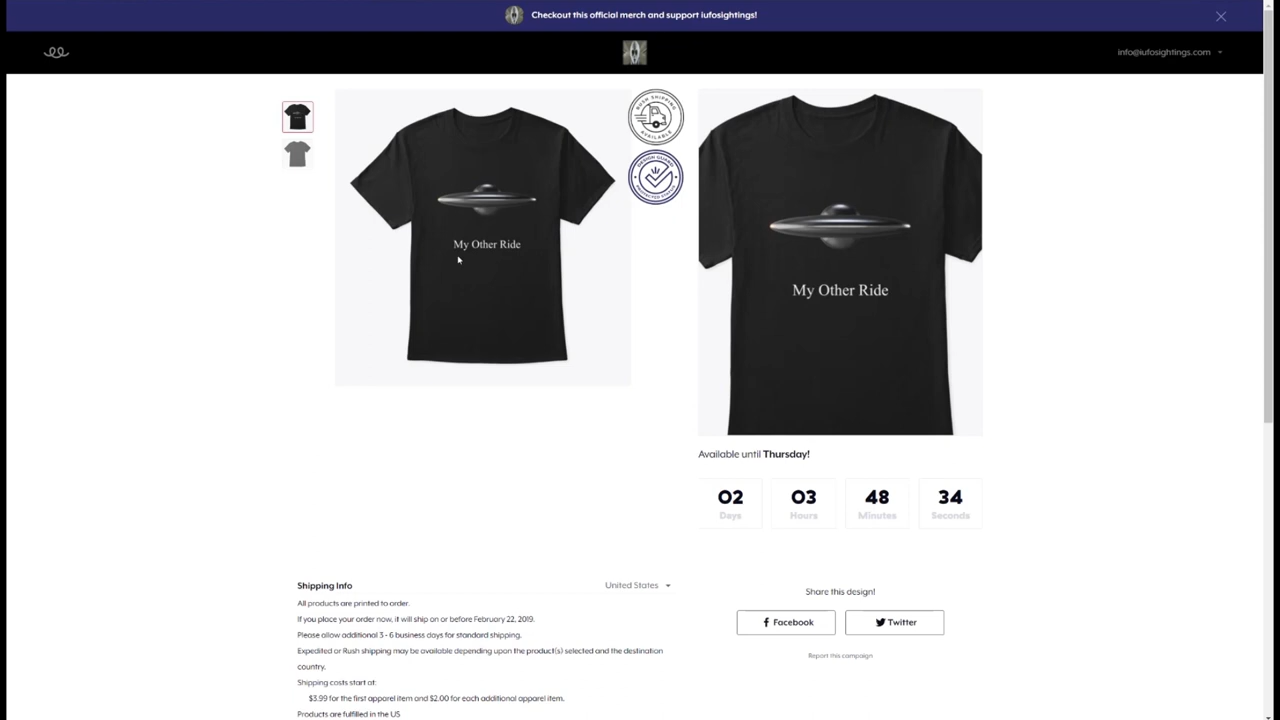 Checkout this official merch and support iufosightings!
info@iufosightings.com
RUSH SHIPPING
AVAILABLE
DESIGN GUARD
My Other Ride
My Other Ride
Available until Thursday!
02 03 48 34
Days Hours Minutes Seconds
Shipping Info
United States
All products are printed to order.
If you place your order now, it will ship on or before February 22, 2019.
Please allow additional 3 - 6 business days for standard shipping.
Expedited or Rush shipping may be available depending upon the product(s) selected and the destination
country.
Shipping costs start at:
$3.99 for the first apparel item and $2.00 for each additional apparel item.
Products are fulfilled in the US
Share this design!
Facebook
Twitter
Report this campaign